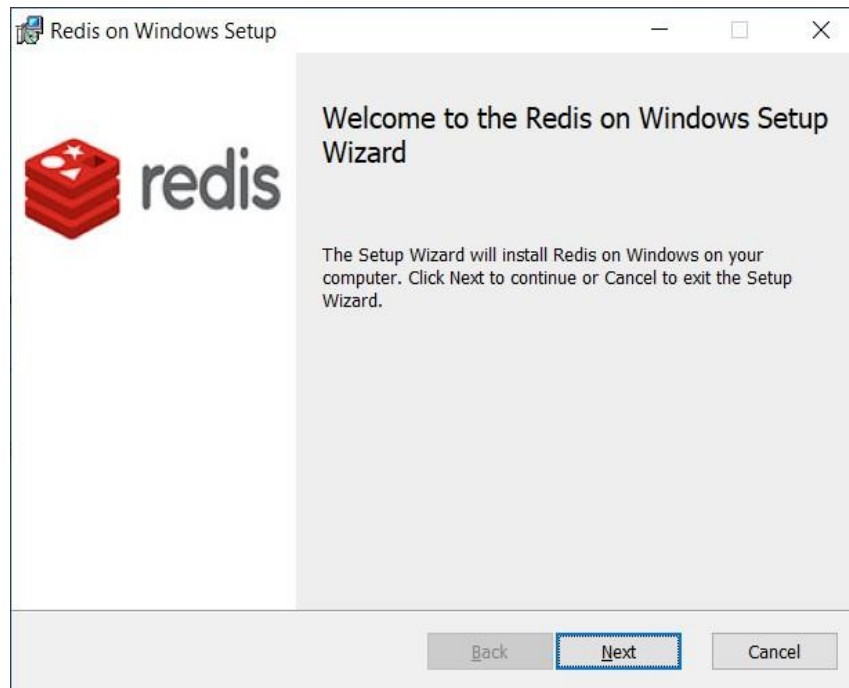 Redis on Windows Setup
Welcome to the Redis on Windows Setup
Wizard
redis
The Setup Wizard will install Redis on Windows on your
computer. Click Next to continue or Cancel to exit the Setup
Wizard.
Back Next Cancel